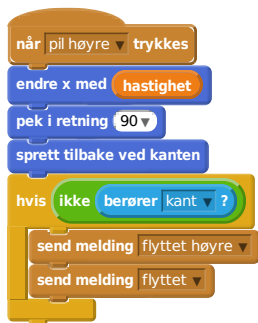 når pil høyre trykkes
endre x med hastighet
pek i retning 90
sprett tilbake ved kanten
hvis ikke berører kant ?
send melding flyttet høyre
send melding flyttet